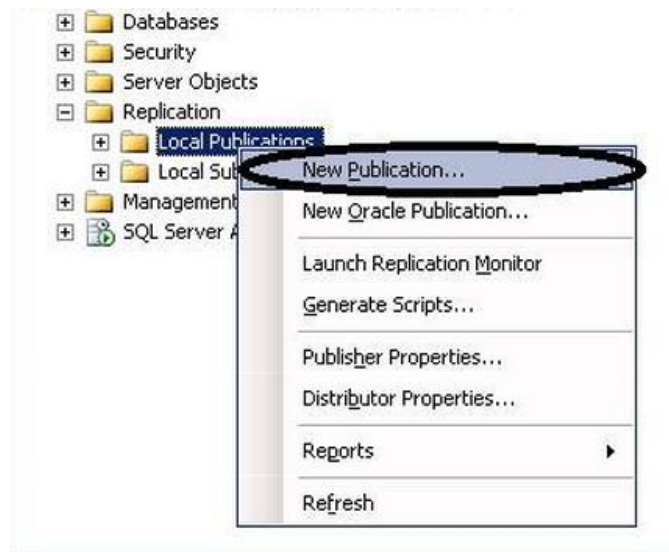 Databases
Security
Server Objects
Replication
Local Publications
Local Sub
Management
SQL Server A
New Publication...
New Oracle Publication...
Launch Replication Monitor
Generate Scripts...
Publisher Properties...
Distributor Properties...
Reports
Refresh